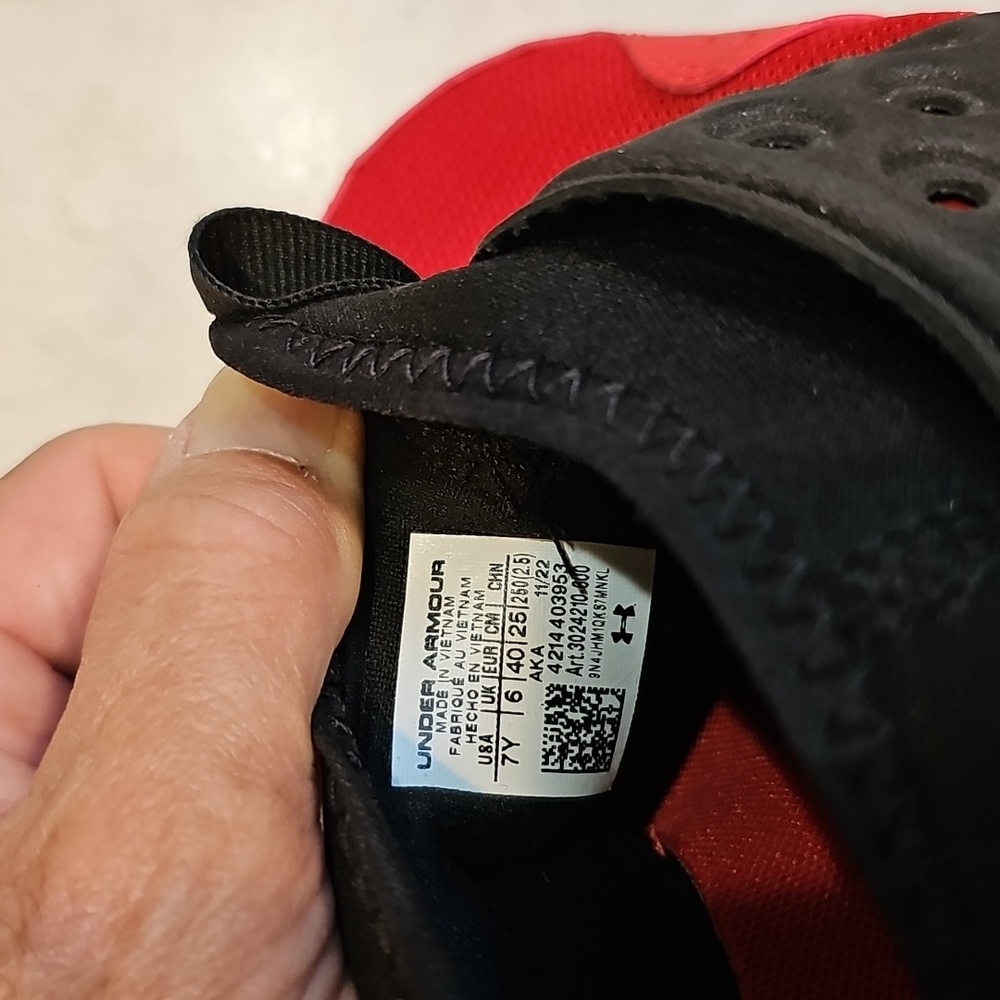 UNDER ARMOUR
MADE IN VIETNAM
FABRIQUÉ AU VIETNAM
HECHO EN VIETNAM
USA UK EUR CM CHN
7Y 6 40 25 250(2.5)
AKA 11/22
4214403953
Art.3024210-600
9N4JHM1QK87MNKL